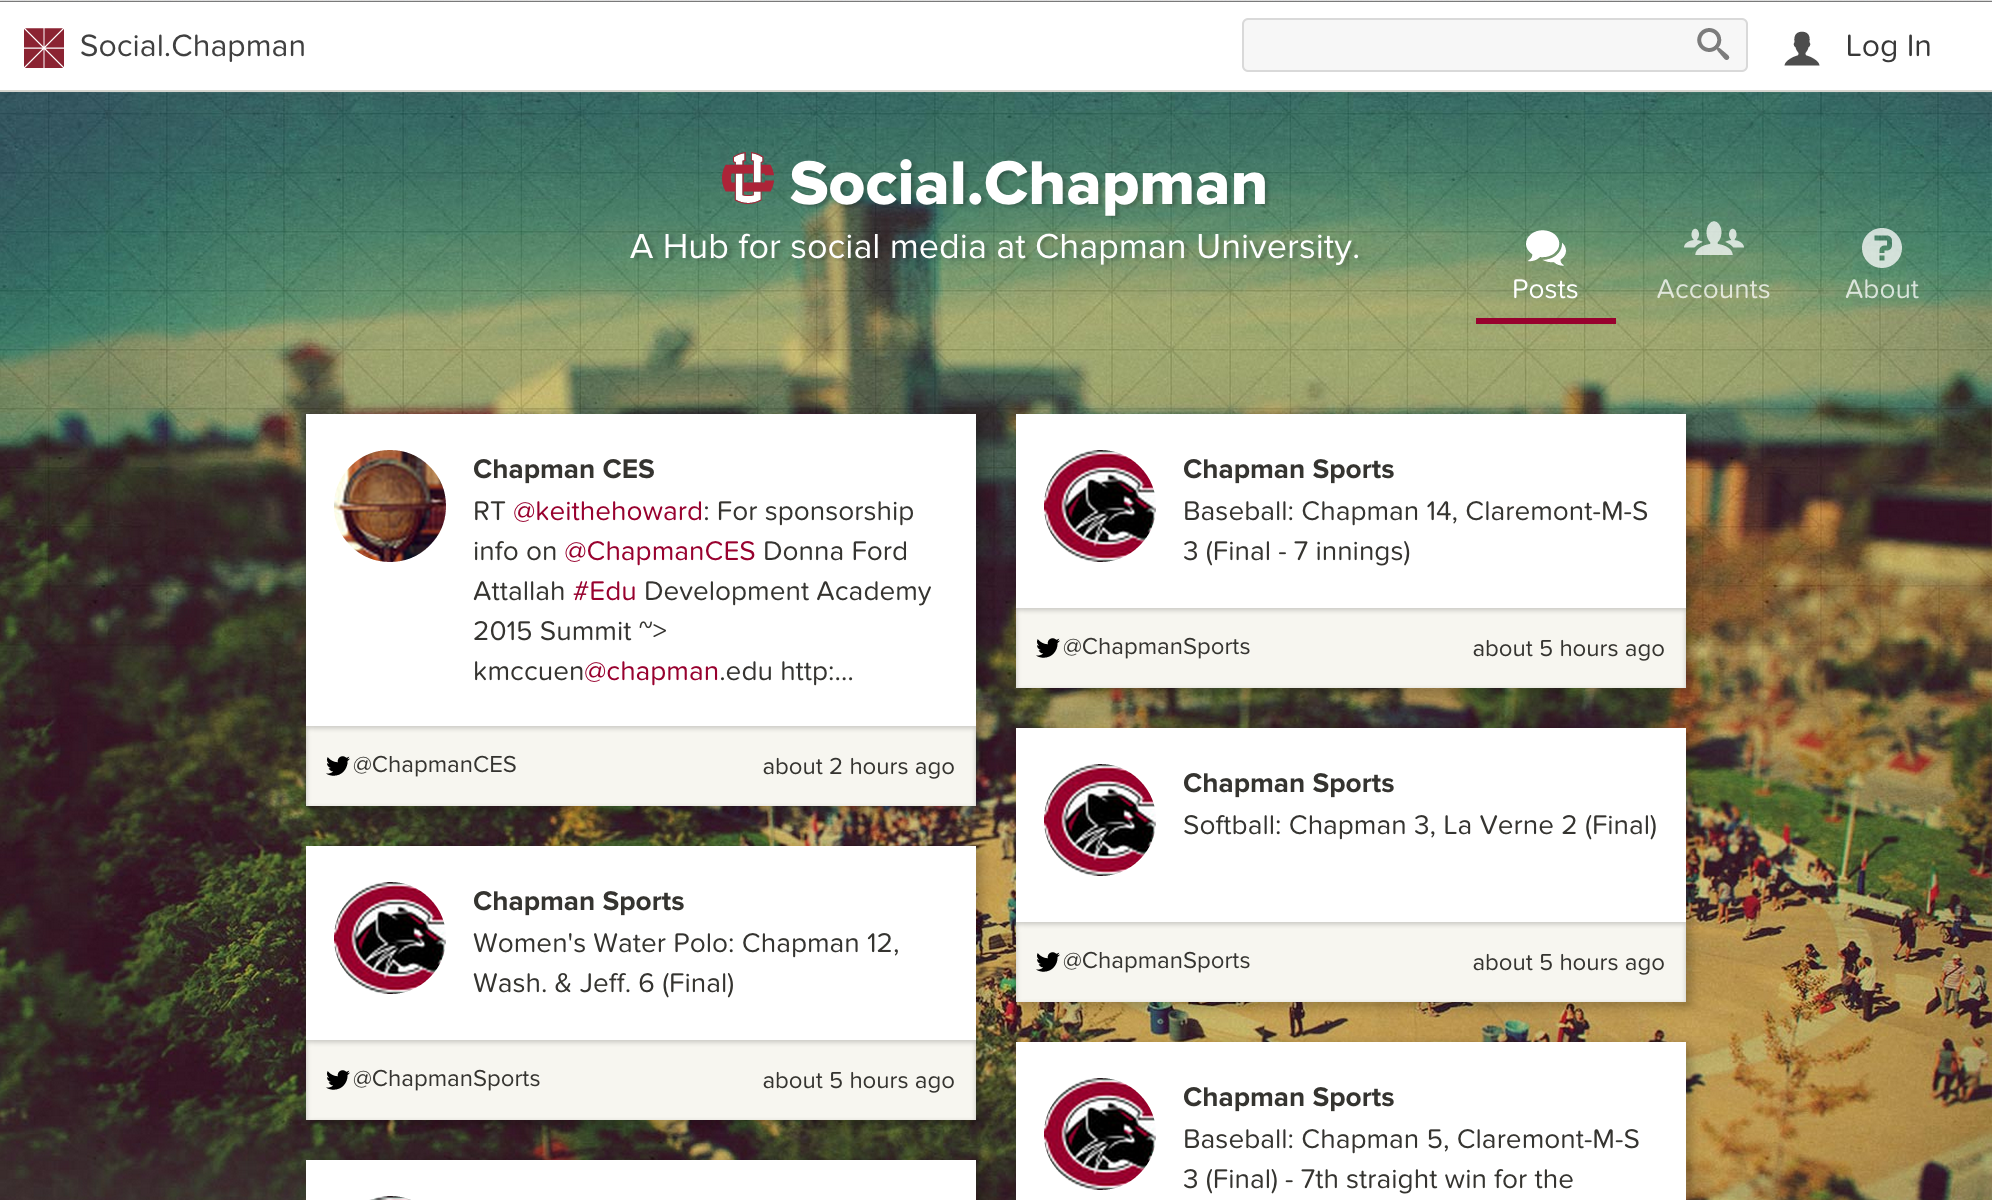 Social.Chapman
Log In
Social.Chapman
A Hub for social media at Chapman University.
Posts
Accounts
About
Chapman CES
RT @keithehoward: For sponsorship
info on @ChapmanCES Donna Ford
Attallah #Edu Development Academy
2015 Summit ~>
kmccuen@chapman.edu http:...
@ChapmanCES
about 2 hours ago
Chapman Sports
Women's Water Polo: Chapman 12,
Wash. & Jeff. 6 (Final)
@ChapmanSports
about 5 hours ago
Chapman Sports
Baseball: Chapman 14, Claremont-M-S
3 (Final - 7 innings)
@ChapmanSports
about 5 hours ago
Chapman Sports
Softball: Chapman 3, La Verne 2 (Final)
@ChapmanSports
about 5 hours ago
Chapman Sports
Baseball: Chapman 5, Claremont-M-S
3 (Final) - 7th straight win for the